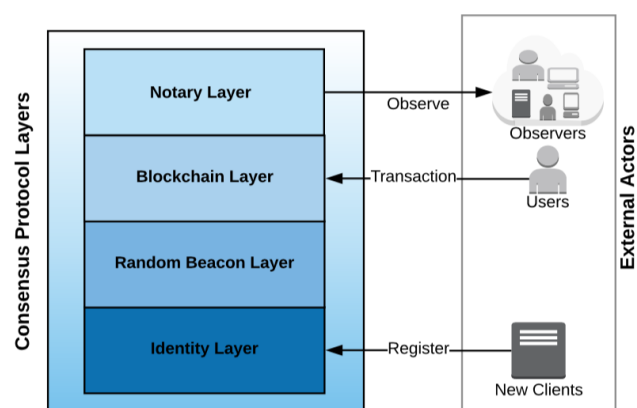 Consensus Protocol Layers
Notary Layer
Blockchain Layer
Random Beacon Layer
Identity Layer
Observe
Transaction
Register
Observers
Users
New Clients
External Actors